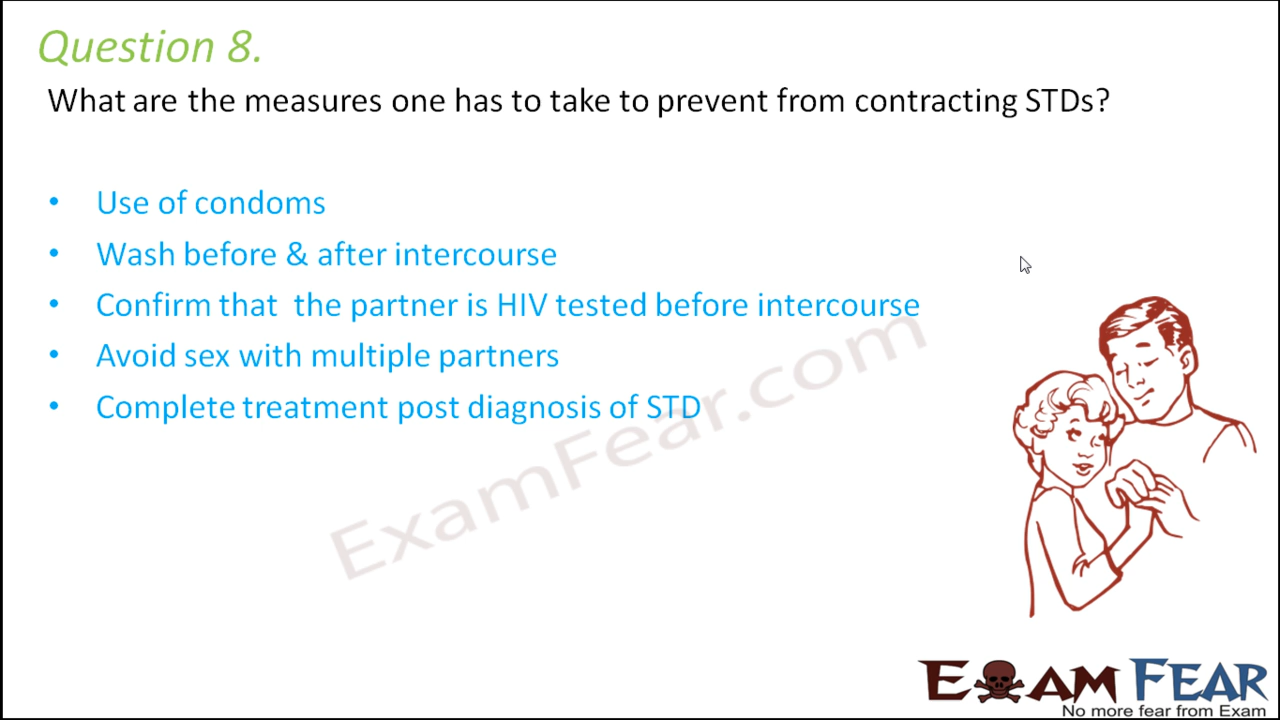 Question 8.
What are the measures one has to take to prevent from contracting STDs?
• Use of condoms
• Wash before & after intercourse
• Confirm that the partner is HIV tested before intercourse
• Avoid sex with multiple partners
• Complete treatment post diagnosis of STD
ExamFear.com
EXAM FEAR
No more fear from Exam